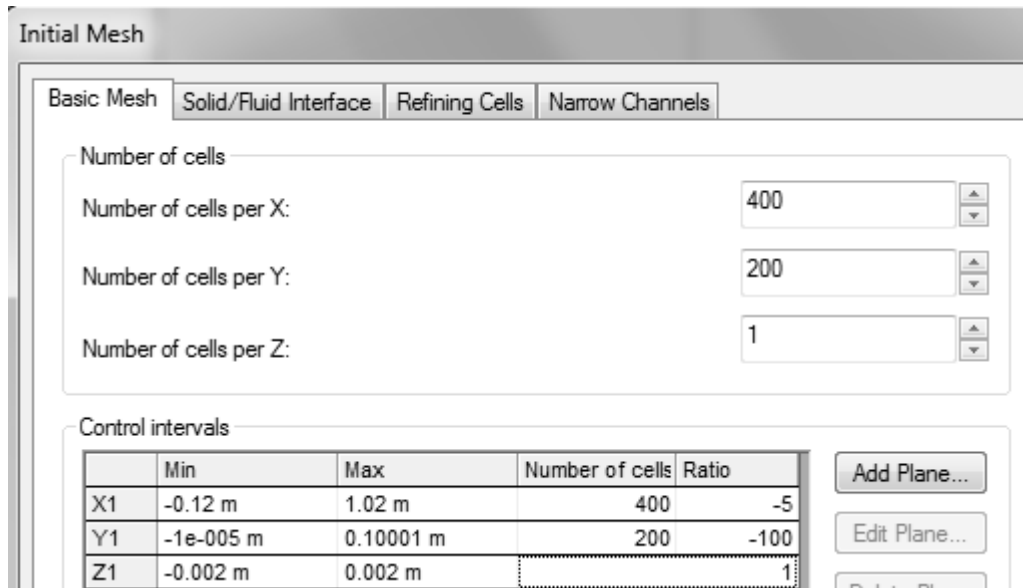 Initial Mesh
Basic Mesh Solid/Fluid Interface Refining Cells Narrow Channels
Number of cells
Number of cells per X: 400
Number of cells per Y: 200
Number of cells per Z: 1
Control intervals
Min Max Number of cells Ratio
X1 -0.12 m 1.02 m 400 -5
Y1 -1e-005 m 0.10001 m 200 -100
Z1 -0.002 m 0.002 m 1
Add Plane...
Edit Plane...